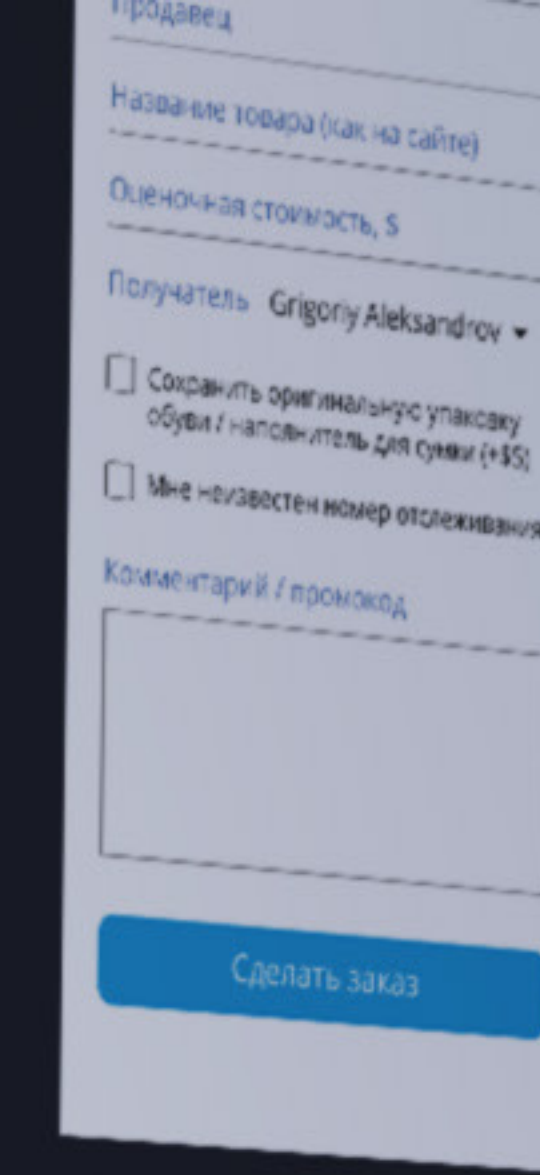 Продавец
Название товара (как на сайте)
Оценочная стоимость, $
Получатель Grigoriy Aleksandrov
Сохранить оригинальную упаковку
обуви / наполнитель для сумки (+$5)
Мне неизвестен номер отслеживания
Комментарий / промокод
Сделать заказ